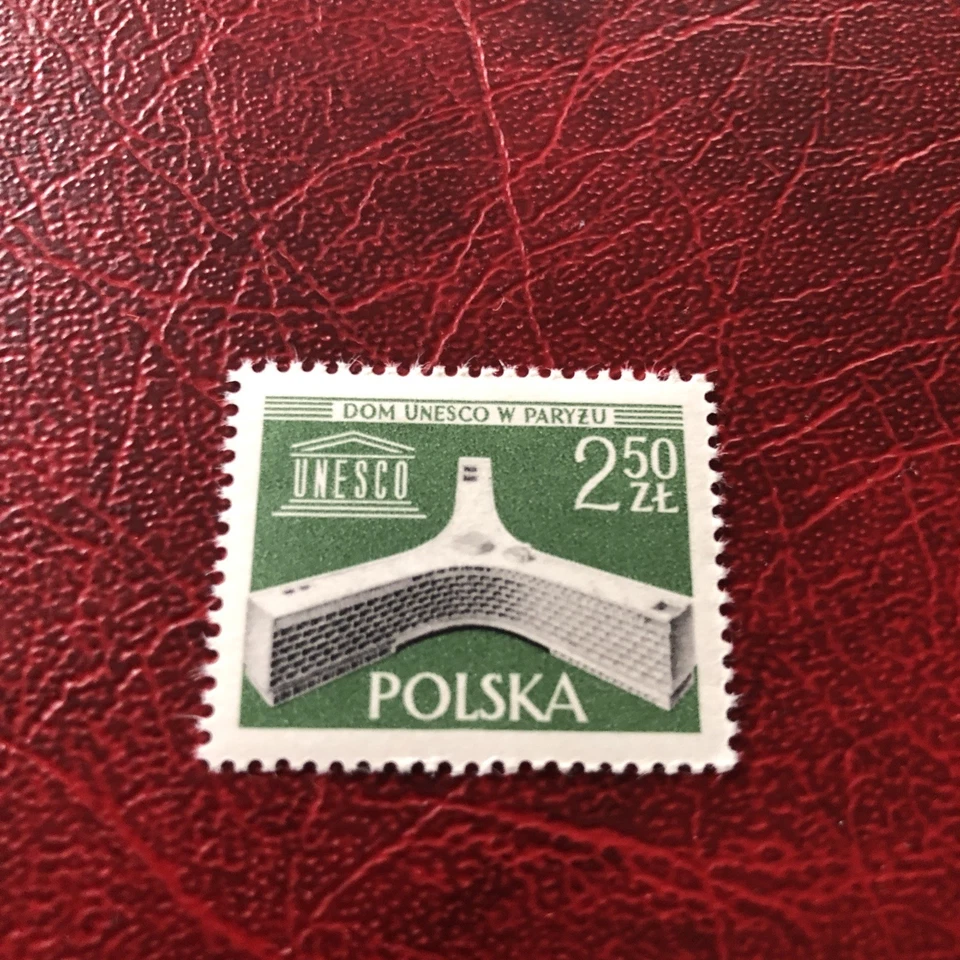 DOM UNESCO W PARYŻU
UNESCO
2 50 ZŁ
POLSKA